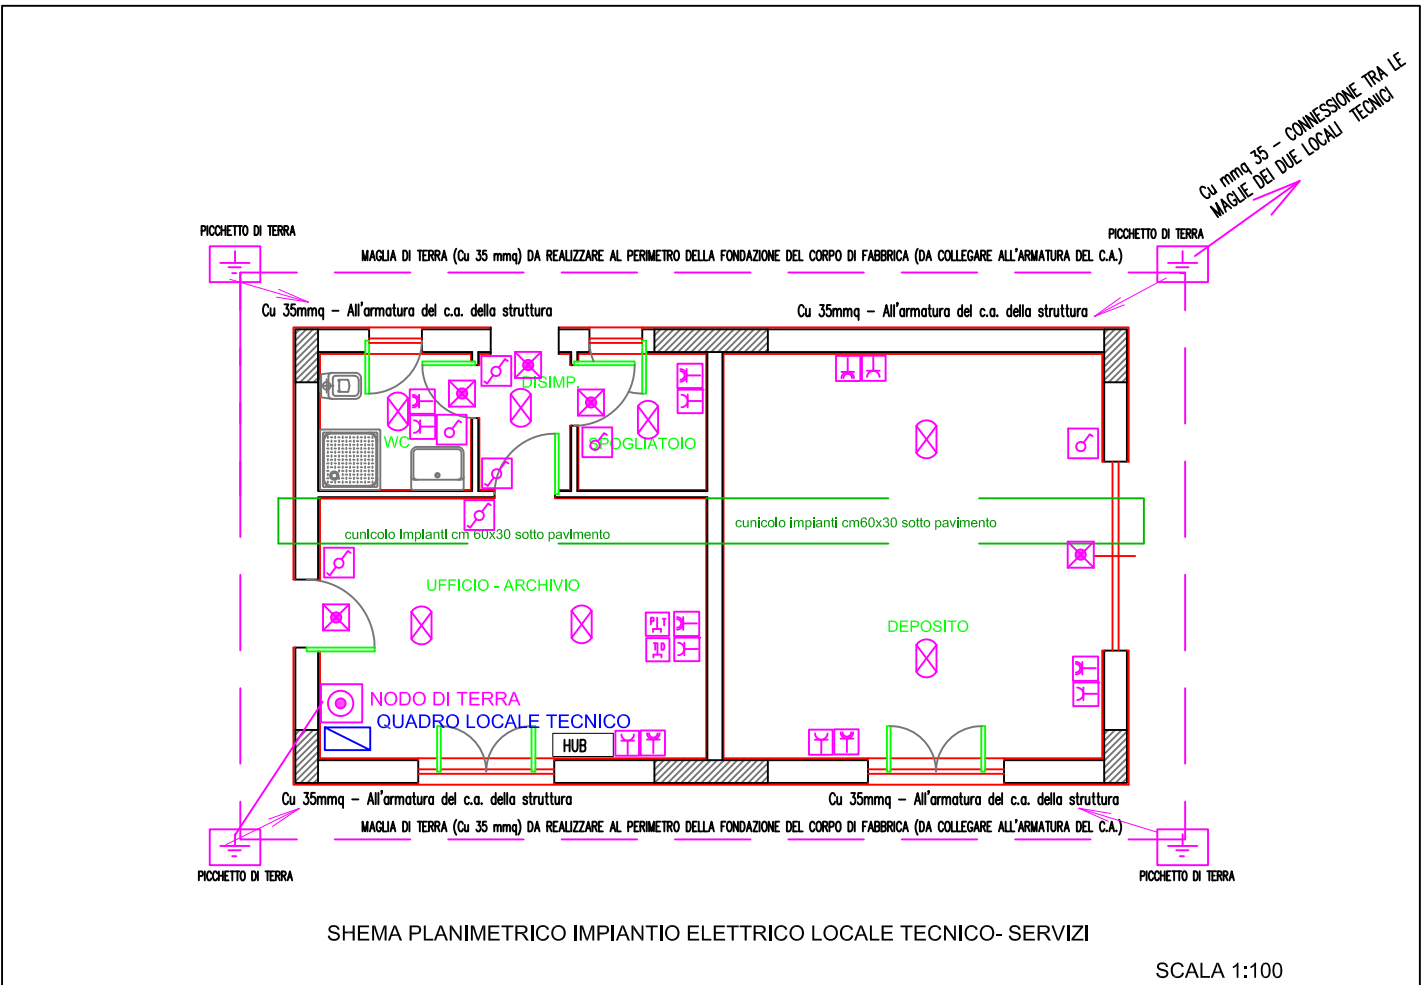 Cu mmq 35 - CONNESSIONE TRA LE
MAGLIE DEI DUE LOCALI TECNICI
PICCHETTO DI TERRA
PICCHETTO DI TERRA
MAGLIA DI TERRA (Cu 35 mmq) DA REALIZZARE AL PERIMETRO DELLA FONDAZIONE DEL CORPO DI FABBRICA (DA COLLEGARE ALL'ARMATURA DEL C.A.)
Cu 35mmq - All'armatura del c.a. della struttura
Cu 35mmq - All'armatura del c.a. della struttura
DISIMP.
WC
SPOGLIATOIO
cunicolo impianti cm 60x30 sotto pavimento
cunicolo impianti cm60x30 sotto pavimento
UFFICIO - ARCHIVIO
PLT
TD
DEPOSITO
NODO DI TERRA
QUADRO LOCALE TECNICO
HUB
Cu 35mmq - All'armatura del c.a. della struttura
Cu 35mmq - All'armatura del c.a. della struttura
MAGLIA DI TERRA (Cu 35 mmq) DA REALIZZARE AL PERIMETRO DELLA FONDAZIONE DEL CORPO DI FABBRICA (DA COLLEGARE ALL'ARMATURA DEL C.A.)
PICCHETTO DI TERRA
PICCHETTO DI TERRA
SHEMA PLANIMETRICO IMPIANTIO ELETTRICO LOCALE TECNICO- SERVIZI
SCALA 1:100